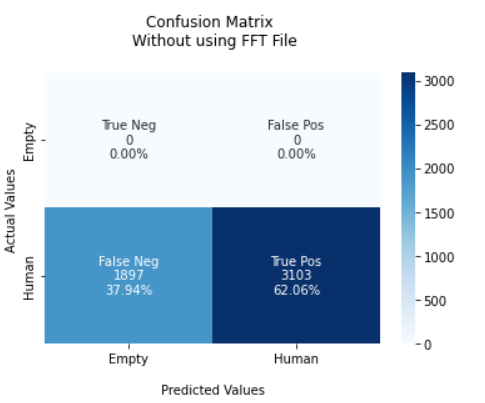 Confusion Matrix
Without using FFT File
Actual Values
Empty
Human
True Neg
0
0.00%
False Pos
0
0.00%
False Neg
1897
37.94%
True Pos
3103
62.06%
Empty
Human
Predicted Values
3000
2500
2000
1500
1000
500
0